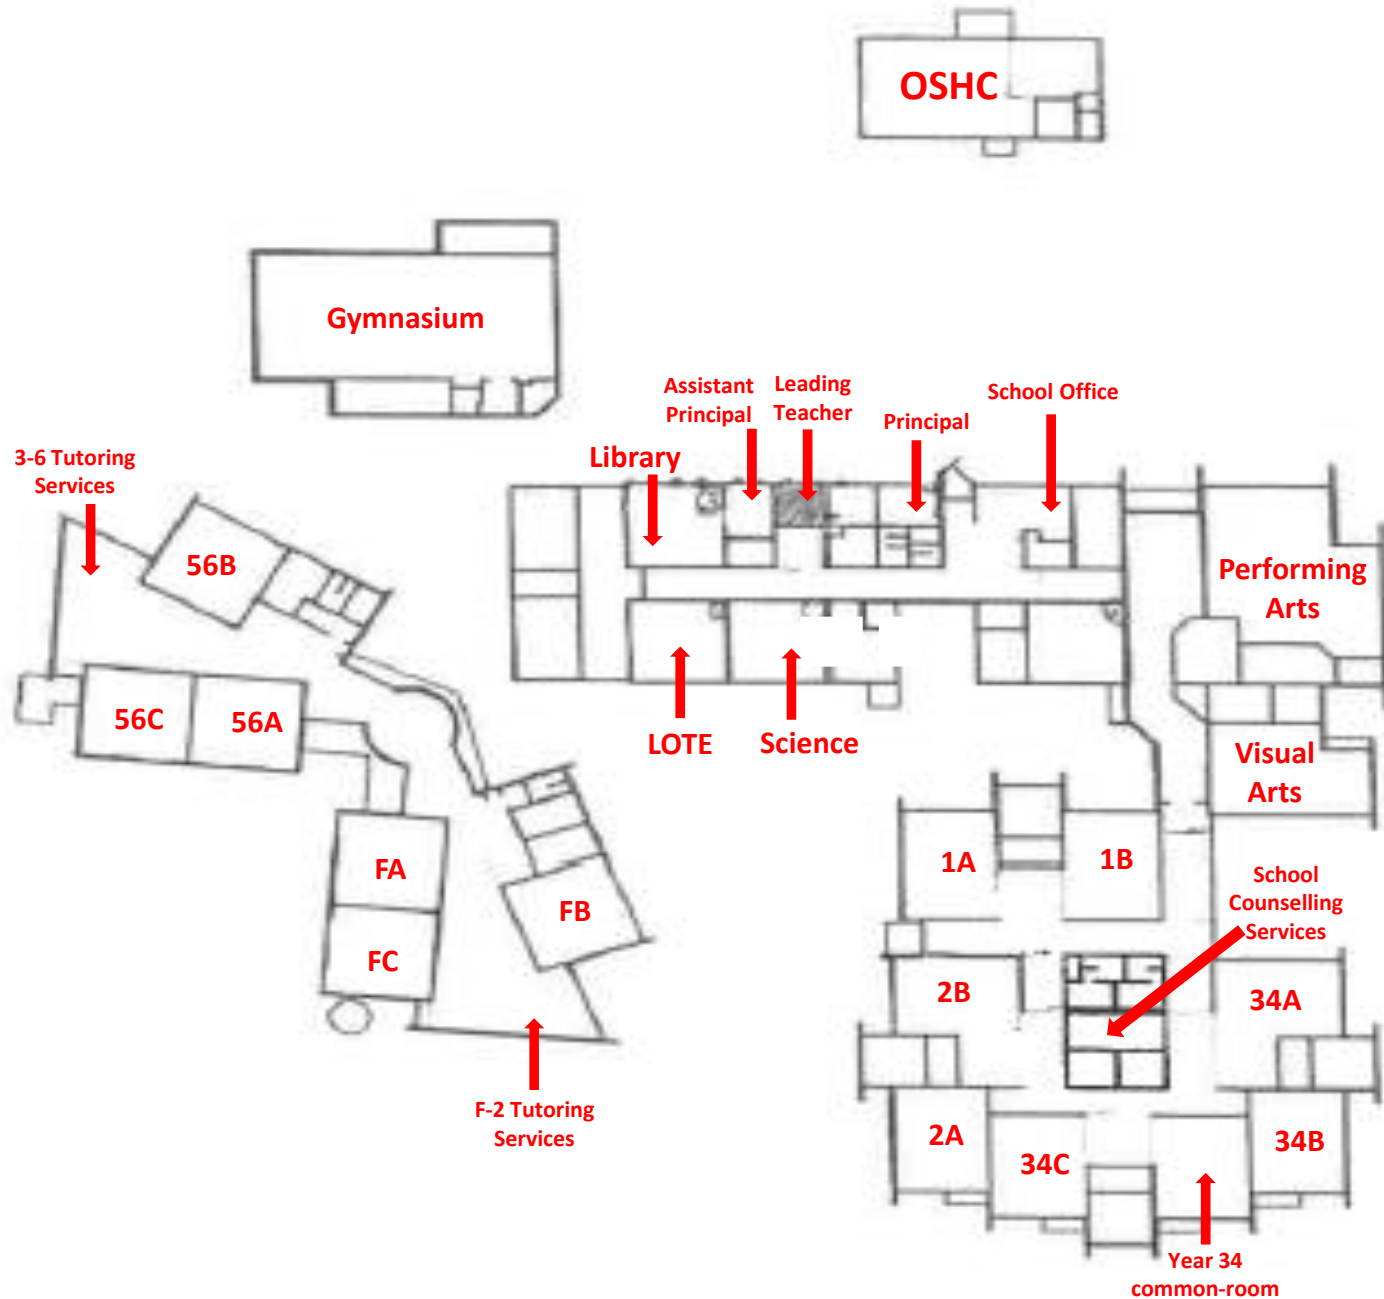 OSHC
Gymnasium
Assistant
Principal
Leading
Teacher
Principal
School Office
Library
3-6 Tutoring
Services
56B
Performing
Arts
56C
56A
LOTE
Science
Visual
Arts
1A
1B
FA
FB
FC
School
Counselling
Services
2B
34A
F-2 Tutoring
Services
2A
34C
34B
Year 34
common-room